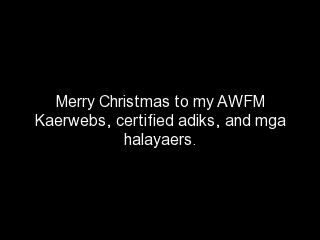 Merry Christmas to my AWFM
Kaerwebs, certified adiks, and mga
halayaers.